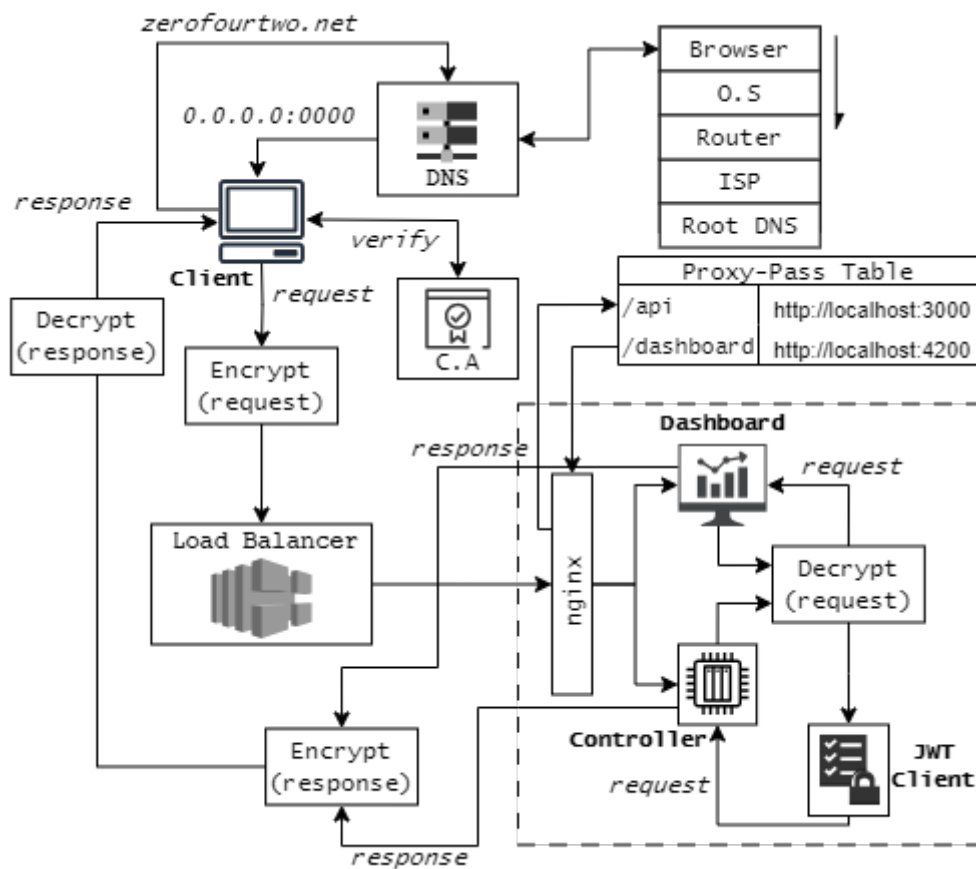 zerofourtwo.net
Browser
O.S
Router
ISP
Root DNS
0.0.0.0:0000
DNS
response
verify
Client
request
Proxy-Pass Table
/api http://localhost:3000
/dashboard http://localhost:4200
Decrypt
(response)
C.A
Encrypt
(request)
Dashboard
response
request
Load Balancer
nginx
Decrypt
(request)
Encrypt
(response)
Controller
JWT
Client
request
response